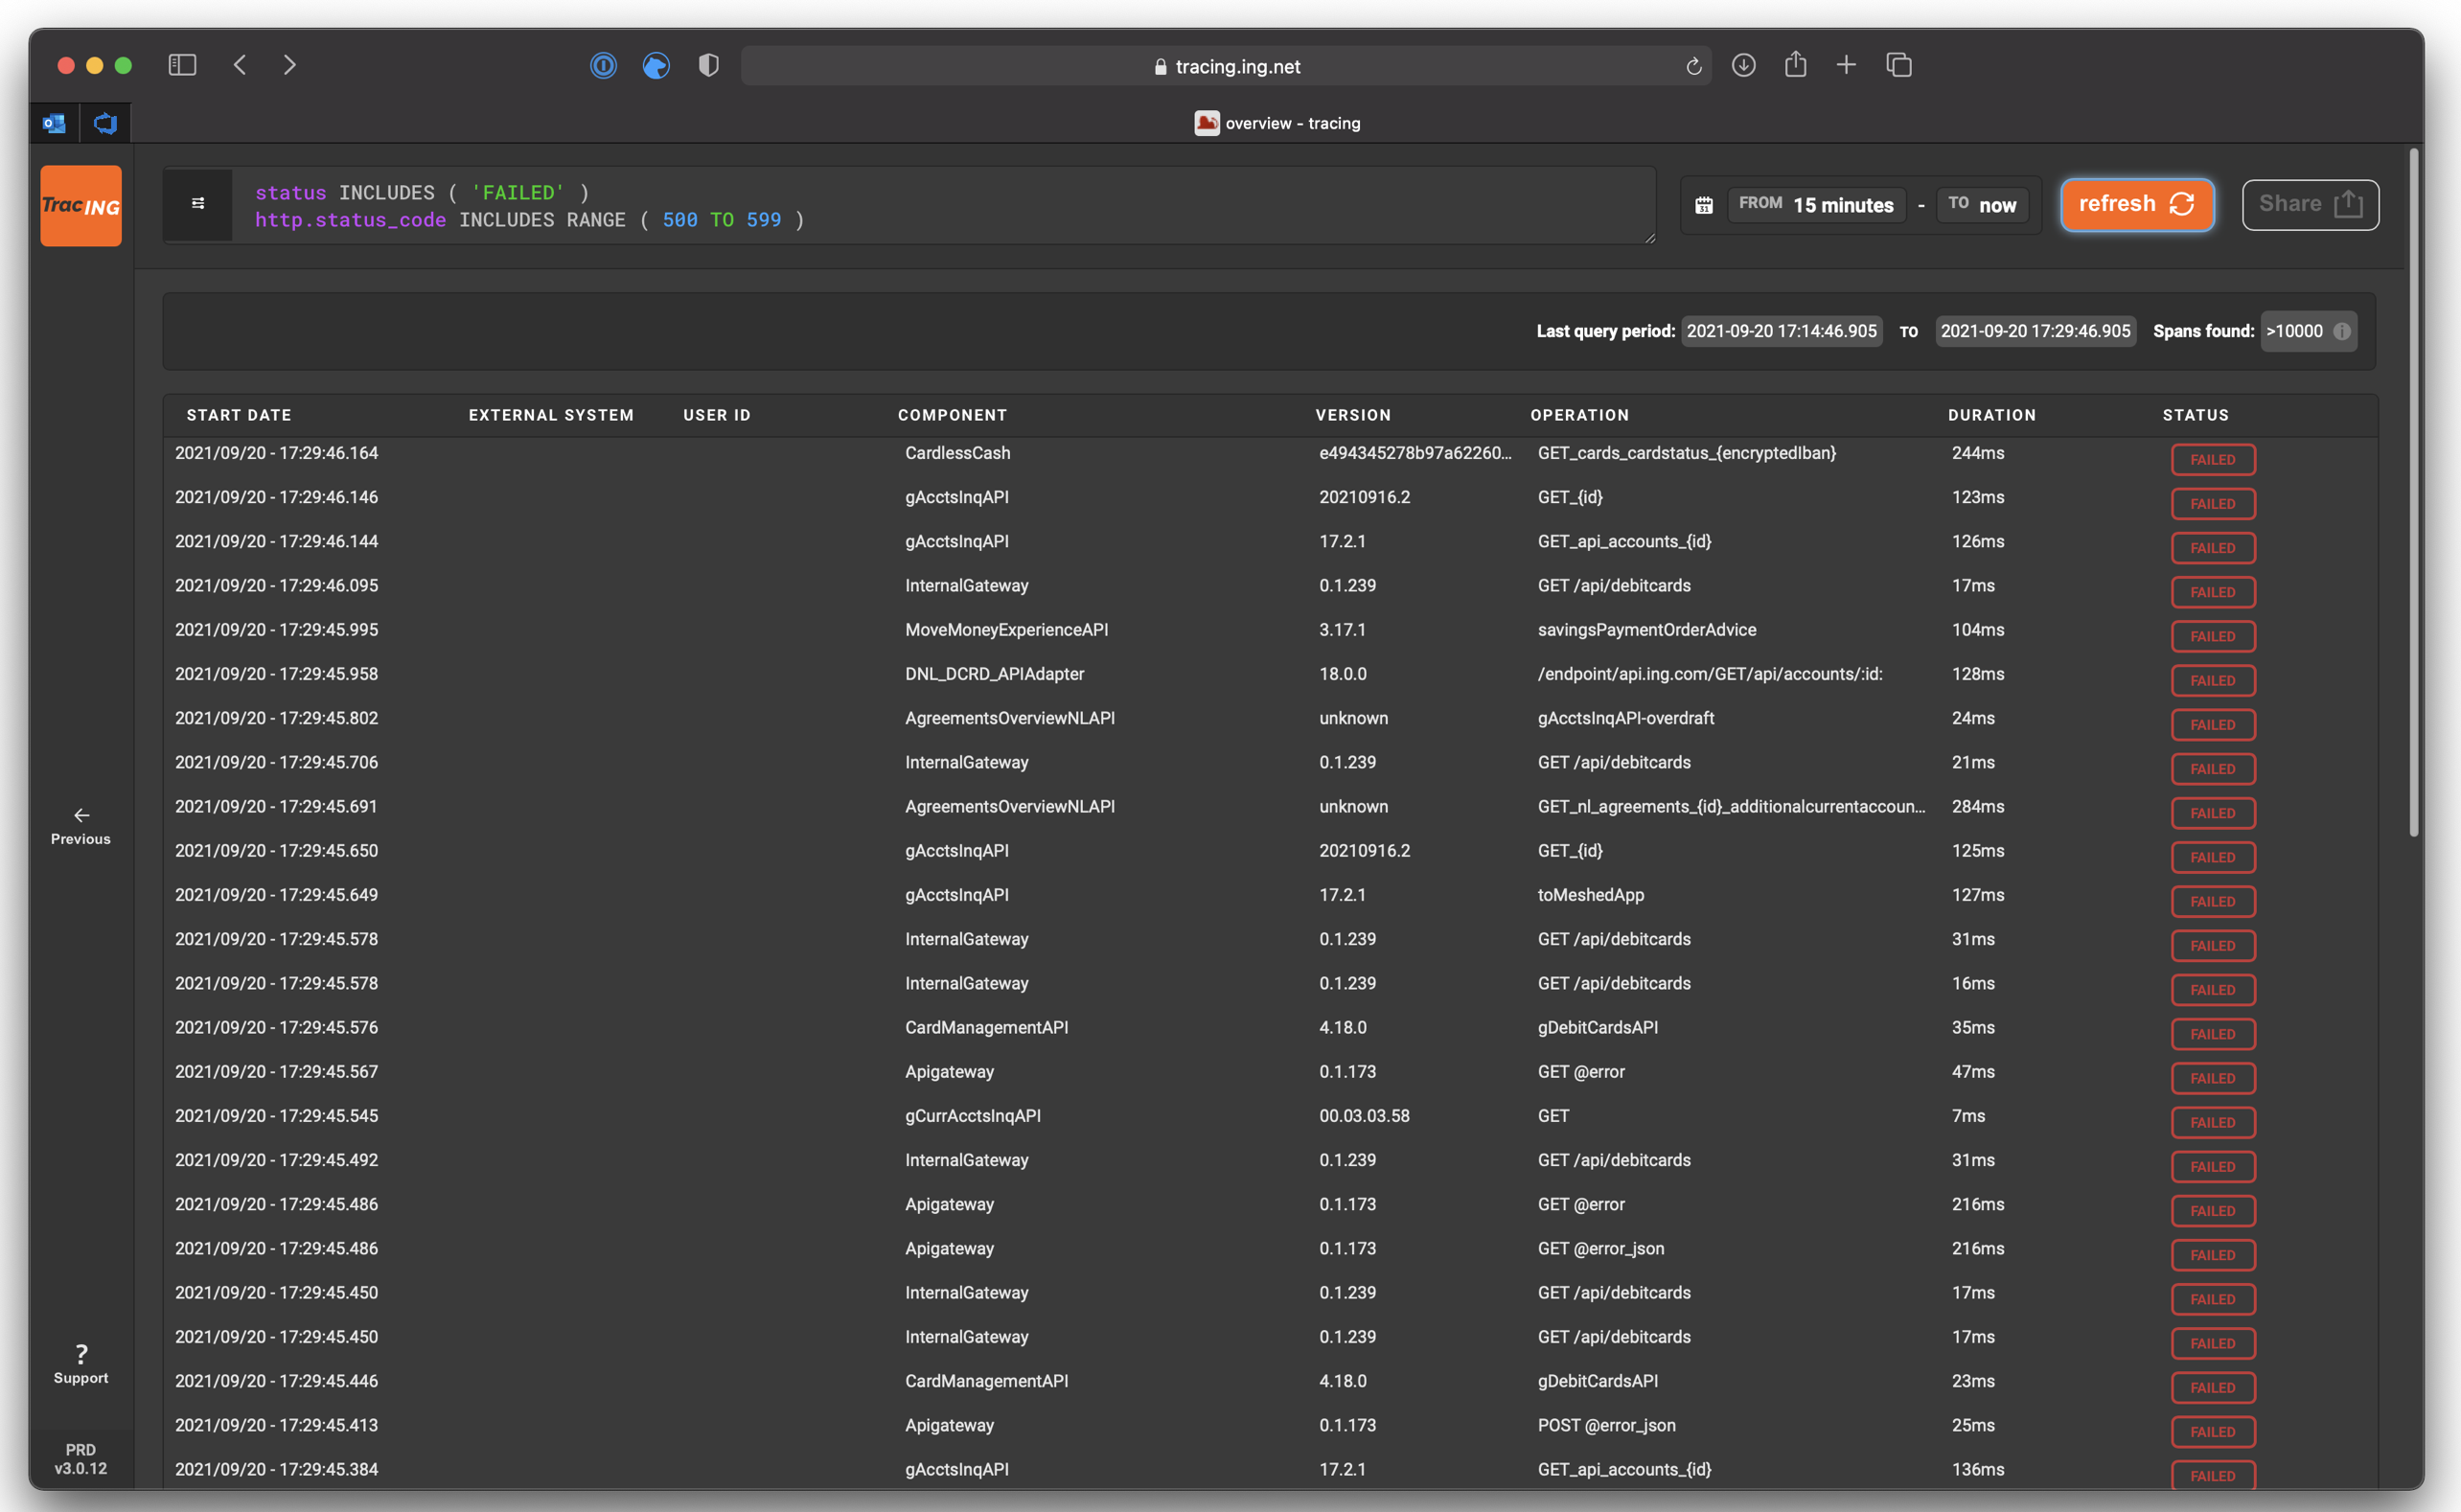 tracing.ing.net
overview - tracing
TracING
status INCLUDES ( 'FAILED' )
http.status_code INCLUDES RANGE ( 500 TO 599 )
31 FROM 15 minutes - TO now
refresh
Share
Last query period: 2021-09-20 17:14:46.905 TO 2021-09-20 17:29:46.905 Spans found: >10000 i
START DATE EXTERNAL SYSTEM USER ID COMPONENT VERSION OPERATION DURATION STATUS
2021/09/20 - 17:29:46.164 CardlessCash e494345278b97a62260... GET_cards_cardstatus_{encryptedIban} 244ms FAILED
2021/09/20 - 17:29:46.146 gAcctsInqAPI 20210916.2 GET_{id} 123ms FAILED
2021/09/20 - 17:29:46.144 gAcctsInqAPI 17.2.1 GET_api_accounts_{id} 126ms FAILED
2021/09/20 - 17:29:46.095 InternalGateway 0.1.239 GET /api/debitcards 17ms FAILED
2021/09/20 - 17:29:45.995 MoveMoneyExperienceAPI 3.17.1 savingsPaymentOrderAdvice 104ms FAILED
2021/09/20 - 17:29:45.958 DNL_DCRD_APIAdapter 18.0.0 /endpoint/api.ing.com/GET/api/accounts/:id: 128ms FAILED
2021/09/20 - 17:29:45.802 AgreementsOverviewNLAPI unknown gAcctsInqAPI-overdraft 24ms FAILED
2021/09/20 - 17:29:45.706 InternalGateway 0.1.239 GET /api/debitcards 21ms FAILED
2021/09/20 - 17:29:45.691 AgreementsOverviewNLAPI unknown GET_nl_agreements_{id}_additionalcurrentaccoun... 284ms FAILED
2021/09/20 - 17:29:45.650 gAcctsInqAPI 20210916.2 GET_{id} 125ms FAILED
2021/09/20 - 17:29:45.649 gAcctsInqAPI 17.2.1 toMeshedApp 127ms FAILED
2021/09/20 - 17:29:45.578 InternalGateway 0.1.239 GET /api/debitcards 31ms FAILED
2021/09/20 - 17:29:45.578 InternalGateway 0.1.239 GET /api/debitcards 16ms FAILED
2021/09/20 - 17:29:45.576 CardManagementAPI 4.18.0 gDebitCardsAPI 35ms FAILED
2021/09/20 - 17:29:45.567 Apigateway 0.1.173 GET @error 47ms FAILED
2021/09/20 - 17:29:45.545 gCurrAcctsInqAPI 00.03.03.58 GET 7ms FAILED
2021/09/20 - 17:29:45.492 InternalGateway 0.1.239 GET /api/debitcards 31ms FAILED
2021/09/20 - 17:29:45.486 Apigateway 0.1.173 GET @error 216ms FAILED
2021/09/20 - 17:29:45.486 Apigateway 0.1.173 GET @error_json 216ms FAILED
2021/09/20 - 17:29:45.450 InternalGateway 0.1.239 GET /api/debitcards 17ms FAILED
2021/09/20 - 17:29:45.450 InternalGateway 0.1.239 GET /api/debitcards 17ms FAILED
2021/09/20 - 17:29:45.446 CardManagementAPI 4.18.0 gDebitCardsAPI 23ms FAILED
2021/09/20 - 17:29:45.413 Apigateway 0.1.173 POST @error_json 25ms FAILED
2021/09/20 - 17:29:45.384 gAcctsInqAPI 17.2.1 GET_api_accounts_{id} 136ms FAILED
Previous
?
Support
PRD
v3.0.12